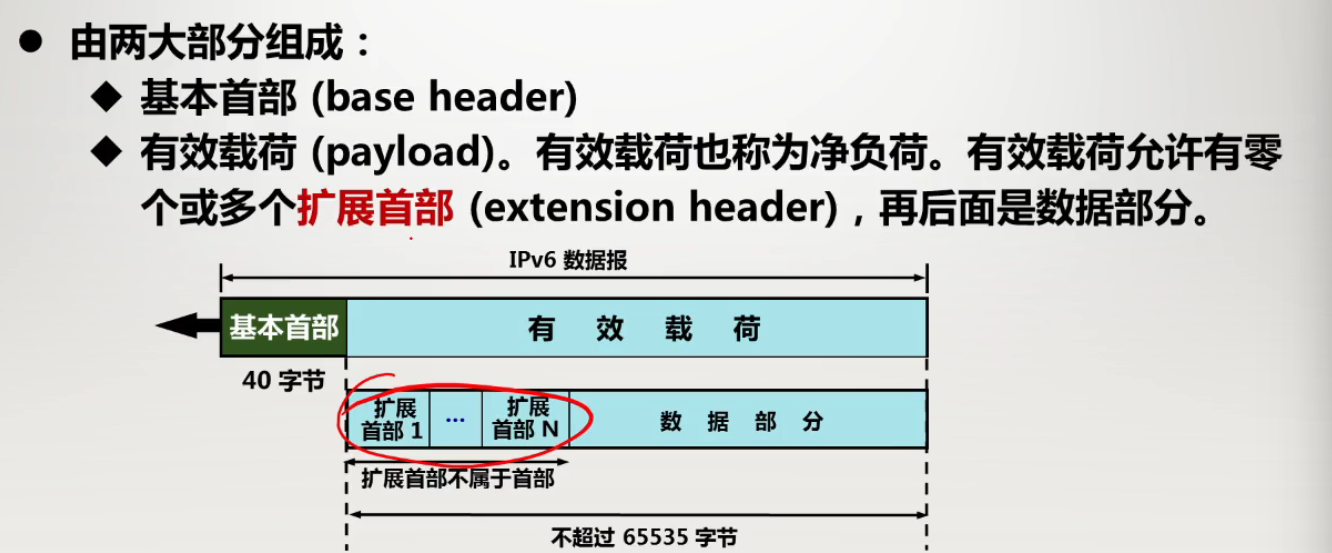 由两大部分组成：
基本首部 (base header)
有效载荷 (payload)。有效载荷也称为净负荷。有效载荷允许有零
个或多个扩展首部 (extension header)，再后面是数据部分。
IPv6 数据报
基本首部
有 效 载 荷
40 字节
扩展
首部 1
...
扩展
首部 N
数 据 部 分
扩展首部不属于首部
不超过 65535 字节